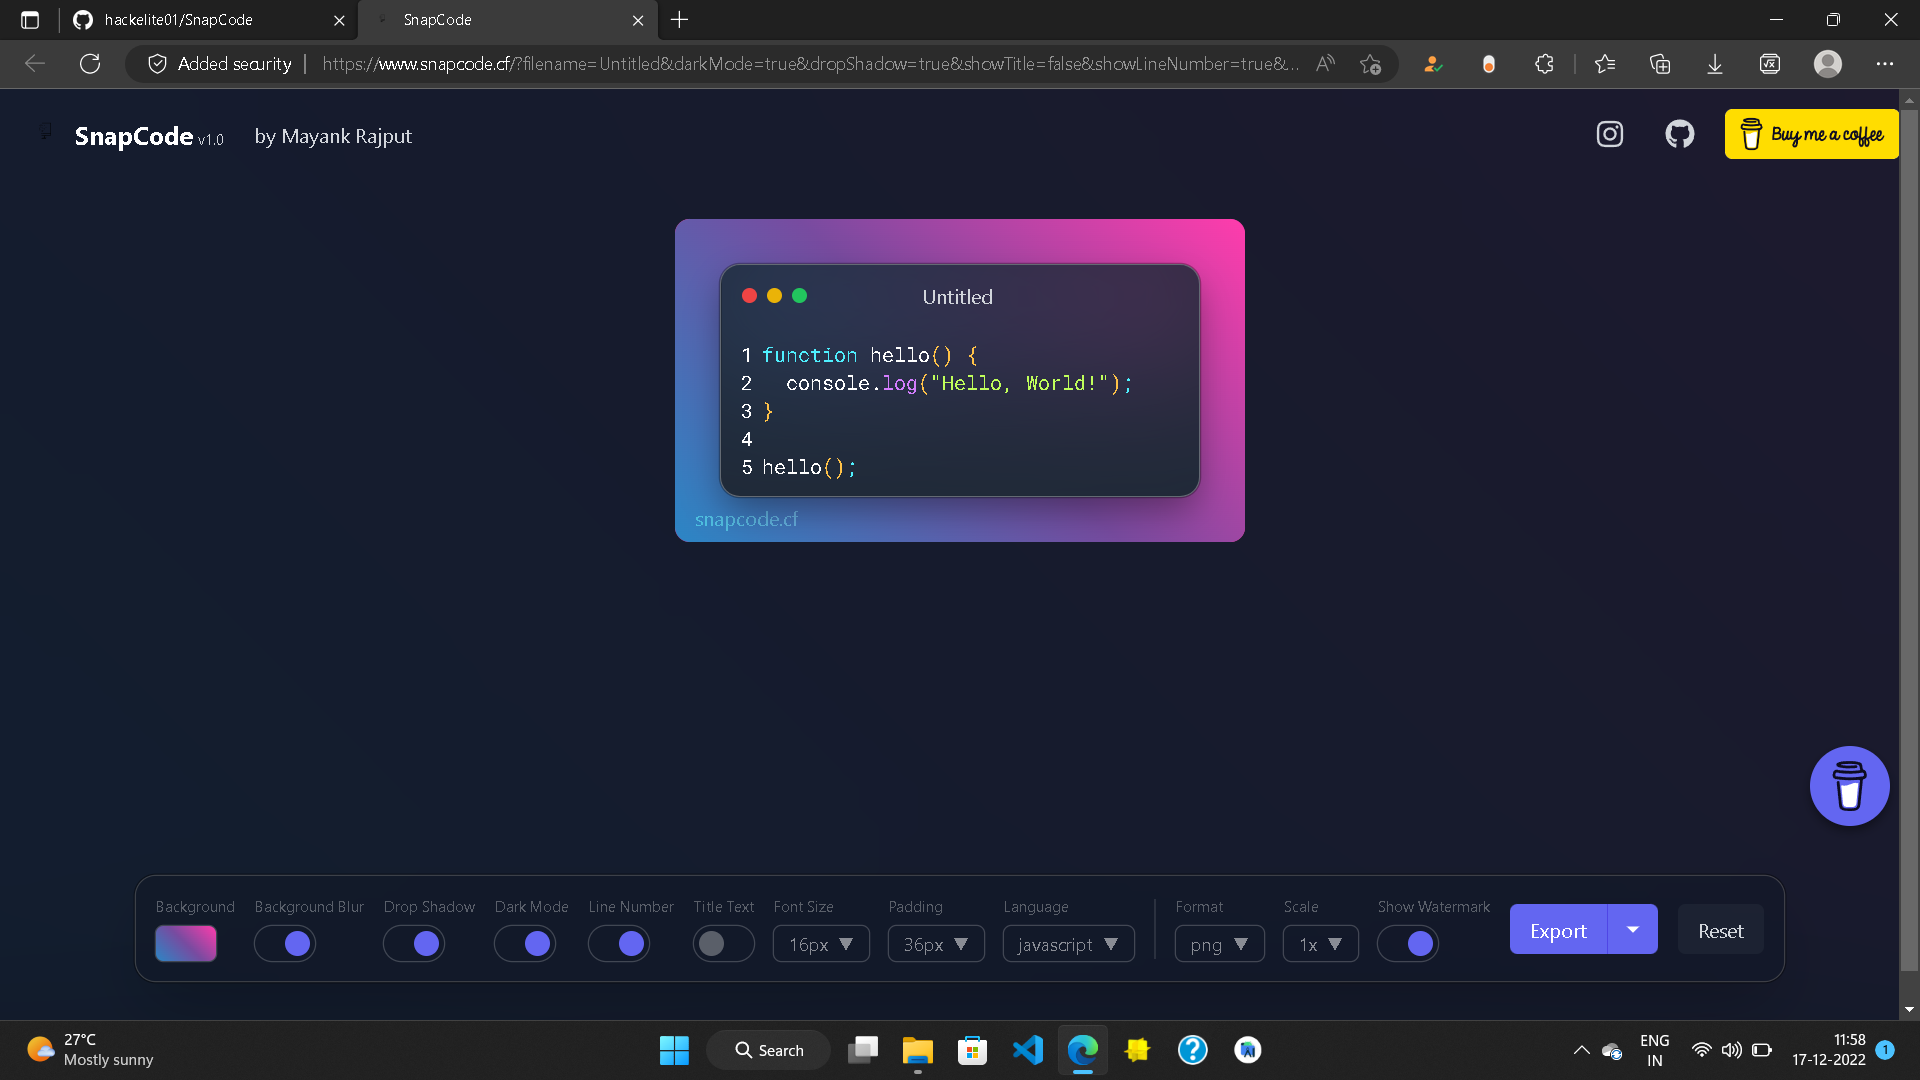 hackelite01/SnapCode
SnapCode
Added security
https://www.snapcode.cf/?filename=Untitled&darkMode=true&dropShadow=true&showTitle=false&showLineNumber=true&...
SnapCode v1.0 by Mayank Rajput
Buy me a coffee
Untitled
1 function hello() {
2   console.log("Hello, World!");
3 }
4
5 hello();
snapcode.cf
Background
Background Blur
Drop Shadow
Dark Mode
Line Number
Title Text
Font Size
16px
Padding
36px
Language
javascript
Format
png
Scale
1x
Show Watermark
Export
Reset
27°C
Mostly sunny
Search
ENG
IN
11:58
17-12-2022
1